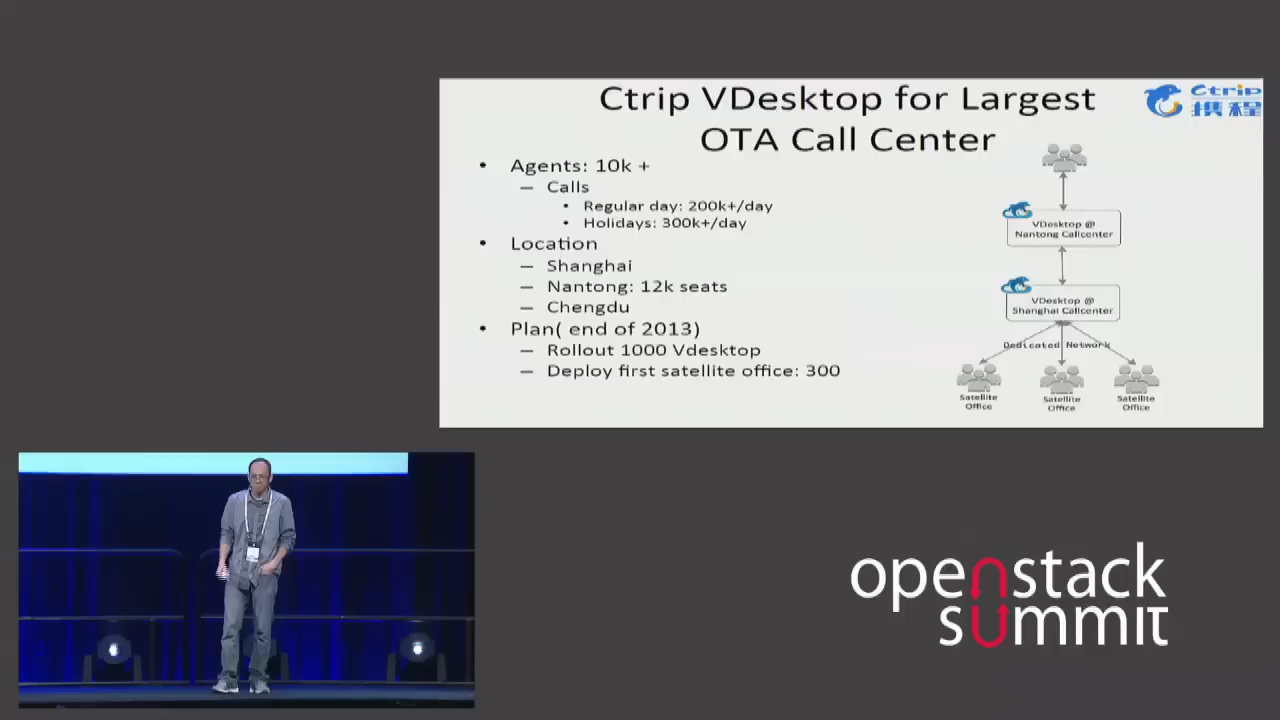 Ctrip VDesktop for Largest
OTA Call Center
Ctrip
携程
• Agents: 10k +
– Calls
• Regular day: 200k+/day
• Holidays: 300k+/day
• Location
– Shanghai
– Nantong: 12k seats
– Chengdu
• Plan( end of 2013)
– Rollout 1000 Vdesktop
– Deploy first satellite office: 300
VDesktop @
Nantong Callcenter
VDesktop @
Shanghai Callcenter
Dedicated Network
Satellite
Office
Satellite
Office
Satellite
Office
openstack
summit